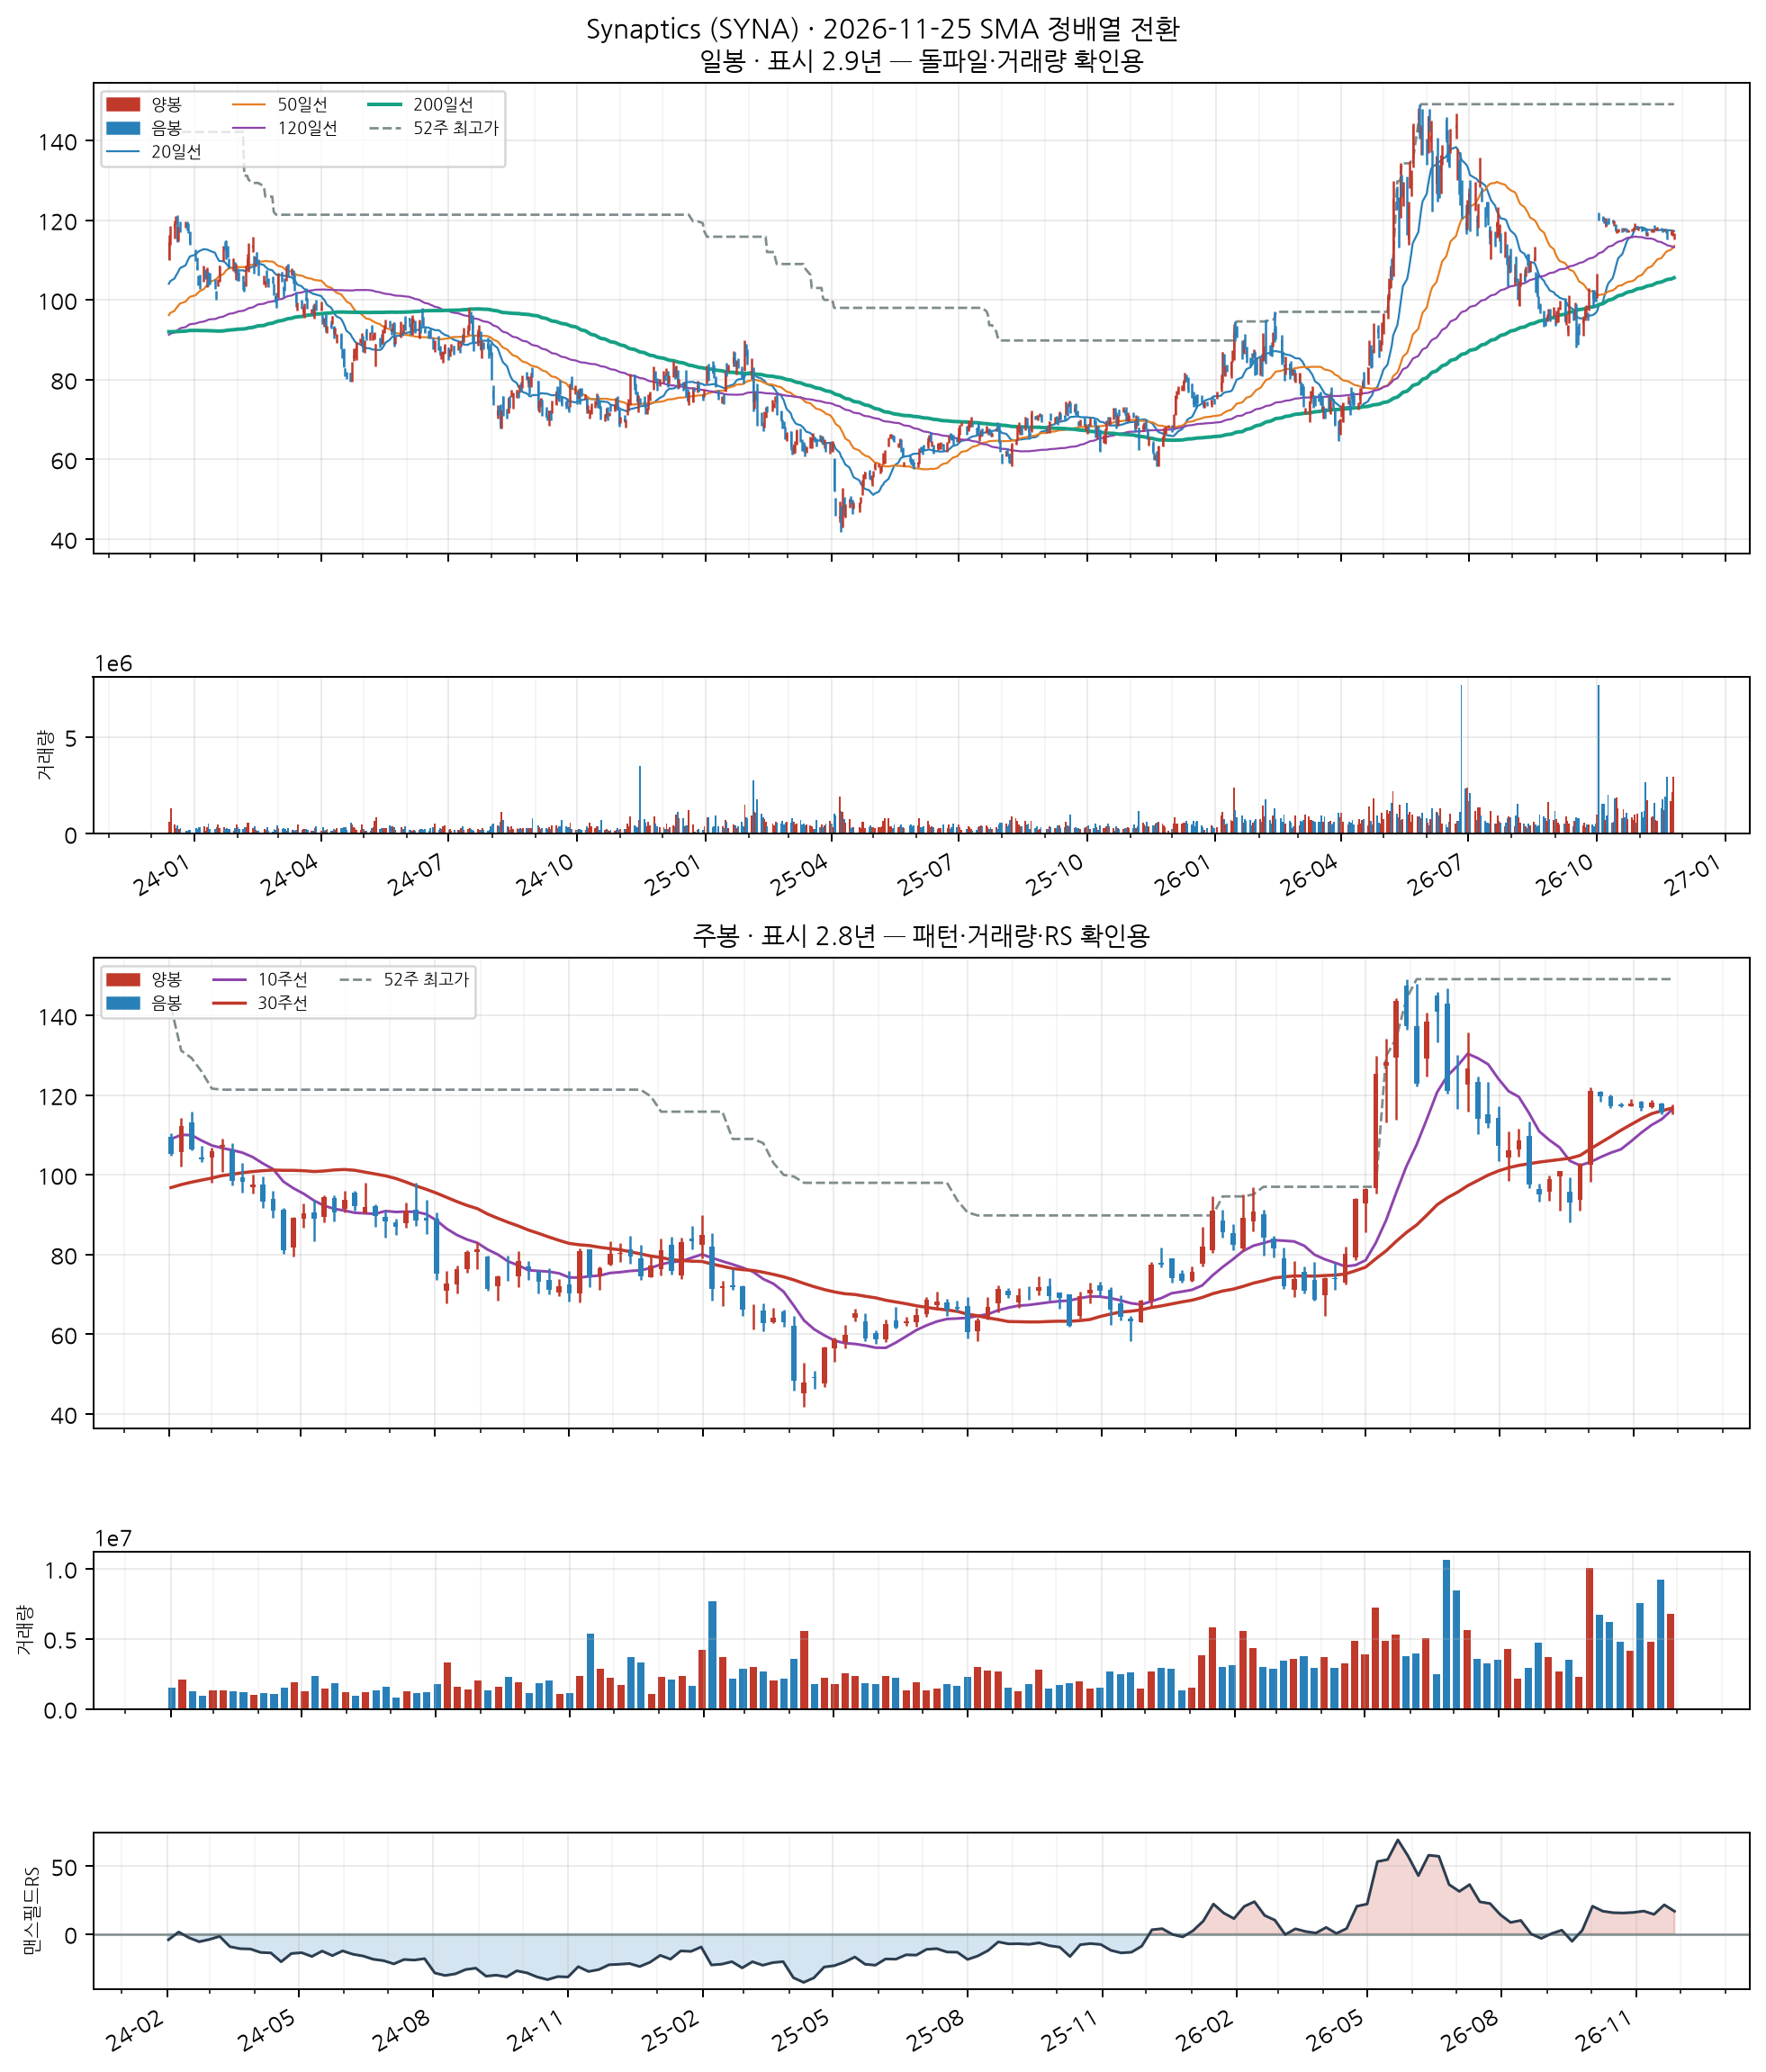 Synaptics (SYNA) · 2026-11-25 SMA 정배열 전환
일봉 · 표시 2.9년 — 돌파일·거래량 확인용
양봉
음봉
20일선
50일선
120일선
200일선
52주 최고가
140
120
100
80
60
40
1e6
거래량
5
0
24-01
24-04
24-07
24-10
25-01
25-04
25-07
25-10
26-01
26-04
26-07
26-10
27-01
주봉 · 표시 2.8년 — 패턴·거래량·RS 확인용
양봉
음봉
10주선
30주선
52주 최고가
140
120
100
80
60
40
1e7
거래량
1.0
0.5
0.0
맨스필드RS
50
0
24-02
24-05
24-08
24-11
25-02
25-05
25-08
25-11
26-02
26-05
26-08
26-11